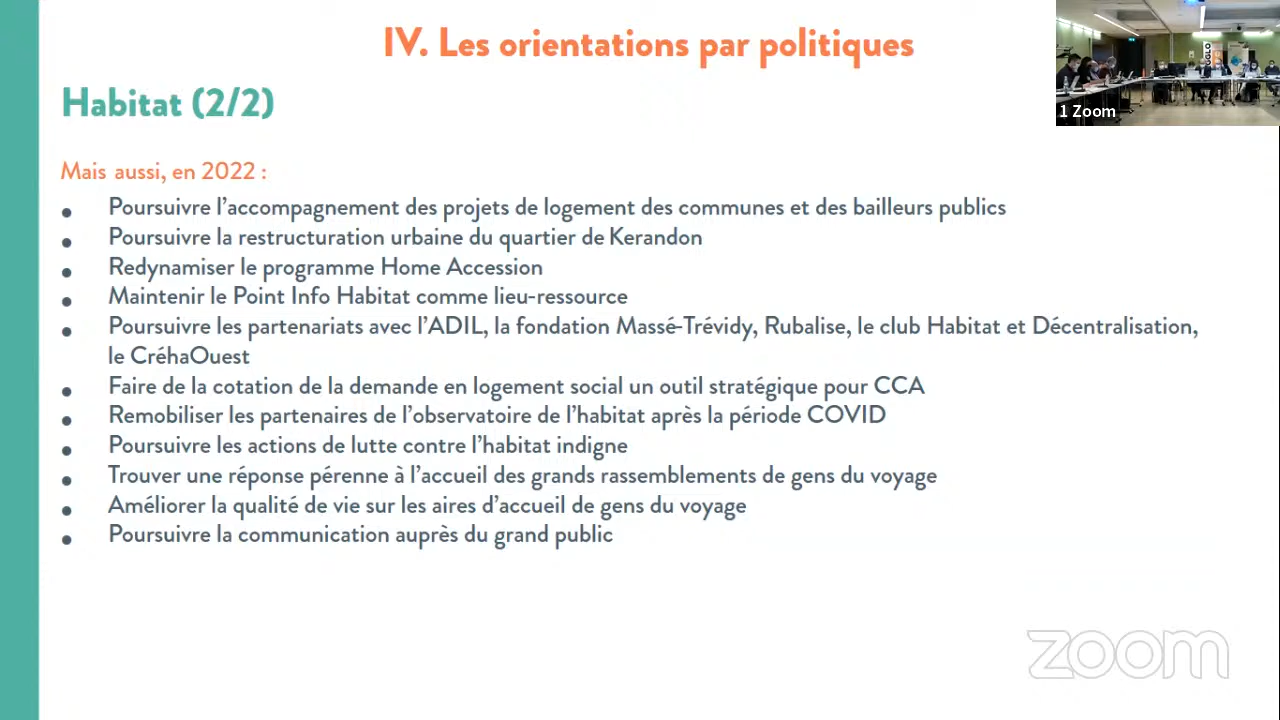 IV. Les orientations par politiques
Habitat (2/2)
1 Zoom
Mais aussi, en 2022 :
Poursuivre l'accompagnement des projets de logement des communes et des bailleurs publics
Poursuivre la restructuration urbaine du quartier de Kerandon
Redynamiser le programme Home Accession
Maintenir le Point Info Habitat comme lieu-ressource
Poursuivre les partenariats avec l'ADIL, la fondation Massé-Trévidy, Rubalise, le club Habitat et Décentralisation,
le CréhaOuest
Faire de la cotation de la demande en logement social un outil stratégique pour CCA
Remobiliser les partenaires de l'observatoire de l'habitat après la période COVID
Poursuivre les actions de lutte contre l'habitat indigne
Trouver une réponse pérenne à l'accueil des grands rassemblements de gens du voyage
Améliorer la qualité de vie sur les aires d'accueil de gens du voyage
Poursuivre la communication auprès du grand public
zoom